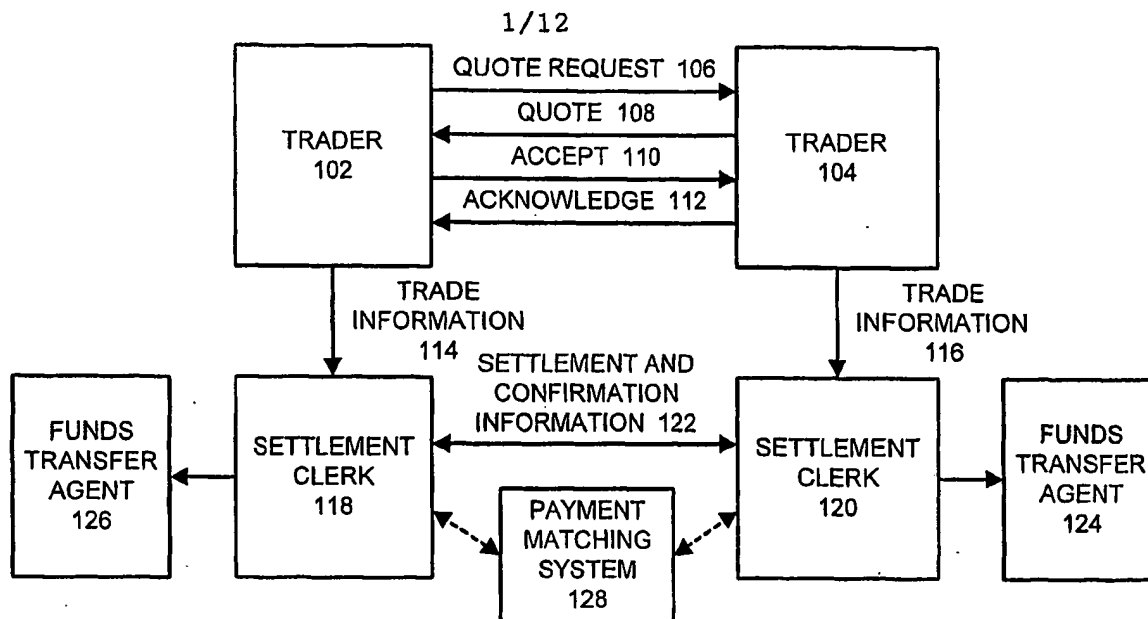 1/12
QUOTE REQUEST 106
QUOTE 108
ACCEPT 110
ACKNOWLEDGE 112
TRADER
102
TRADER
104
TRADE
INFORMATION
114
TRADE
INFORMATION
116
SETTLEMENT AND
CONFIRMATION
INFORMATION 122
FUNDS
TRANSFER
AGENT
126
SETTLEMENT
CLERK
118
PAYMENT
MATCHING
SYSTEM
128
SETTLEMENT
CLERK
120
FUNDS
TRANSFER
AGENT
124